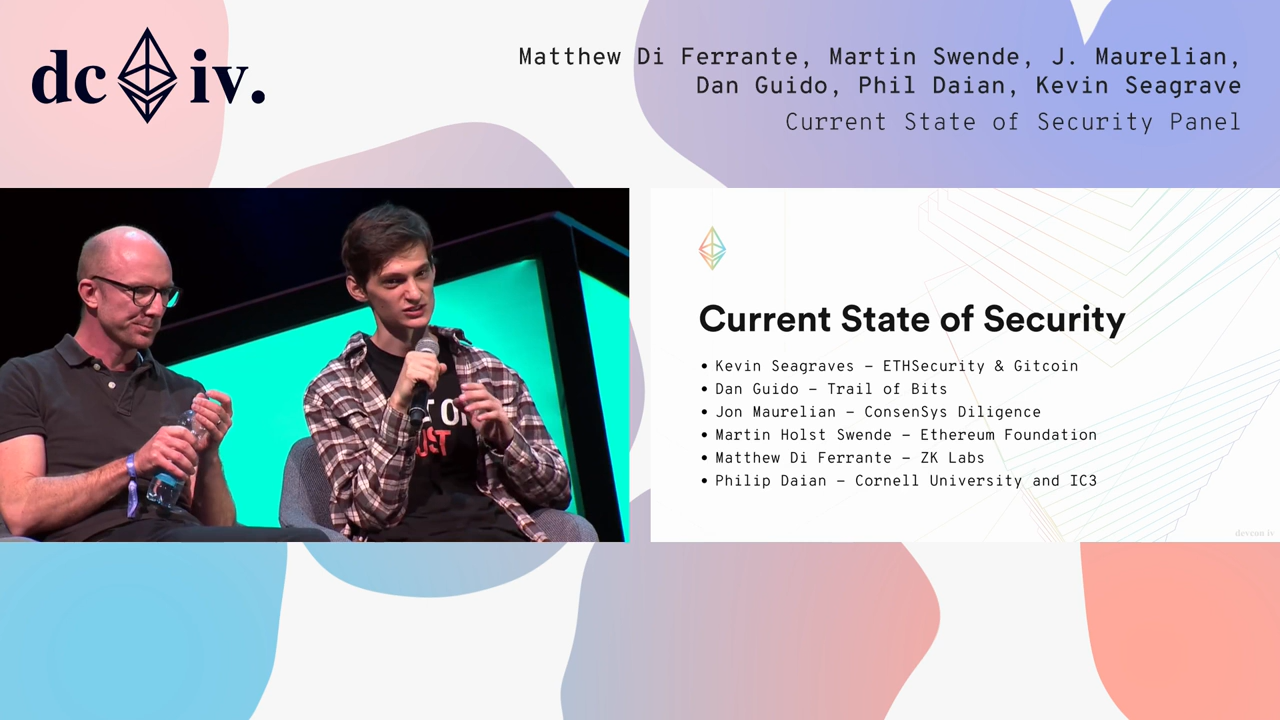 dc iv.
Matthew Di Ferrante, Martin Swende, J. Maurelian,
Dan Guido, Phil Daian, Kevin Seagrave
Current State of Security Panel
Current State of Security
• Kevin Seagraves – ETHSecurity & Gitcoin
• Dan Guido – Trail of Bits
• Jon Maurelian – ConsenSys Diligence
• Martin Holst Swende – Ethereum Foundation
• Matthew Di Ferrante – ZK Labs
• Philip Daian – Cornell University and IC3
devcon iv